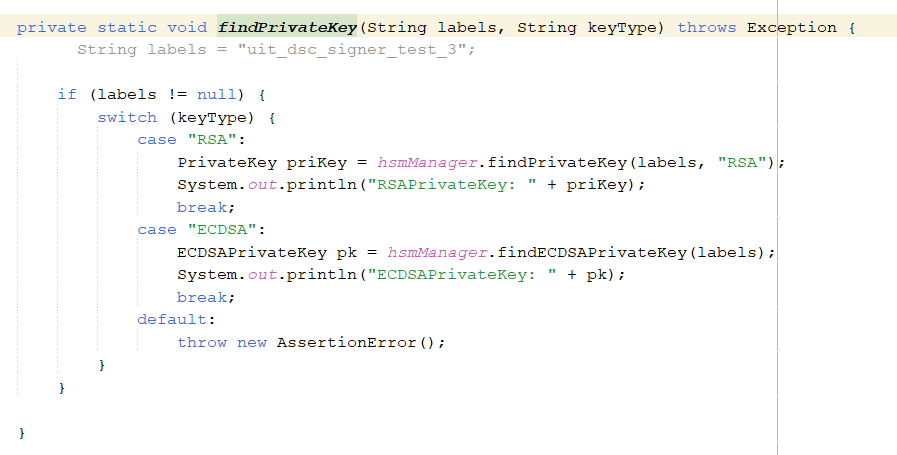 private static void findPrivateKey(String labels, String keyType) throws Exception {
String labels = "uit_dsc_signer_test_3";
if (labels != null) {
switch (keyType) {
case "RSA":
PrivateKey priKey = hsmManager.findPrivateKey(labels, "RSA");
System.out.println("RSAPrivateKey: " + priKey);
break;
case "ECDSA":
ECDSAPrivateKey pk = hsmManager.findECDSAPrivateKey(labels);
System.out.println("ECDSAPrivateKey: " + pk);
break;
default:
throw new AssertionError();
}
}
}